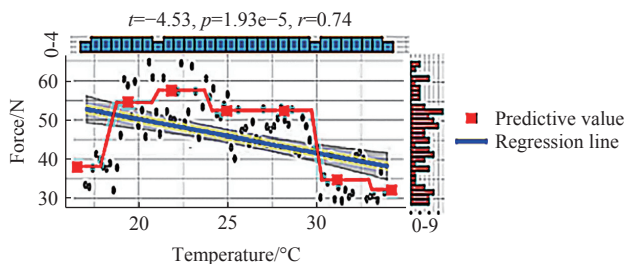 t=−4.53, p=1.93e−5, r=0.74
0-4
60
50
40
30
Force/N
20
25
30
0-9
Temperature/°C
Predictive value
Regression line